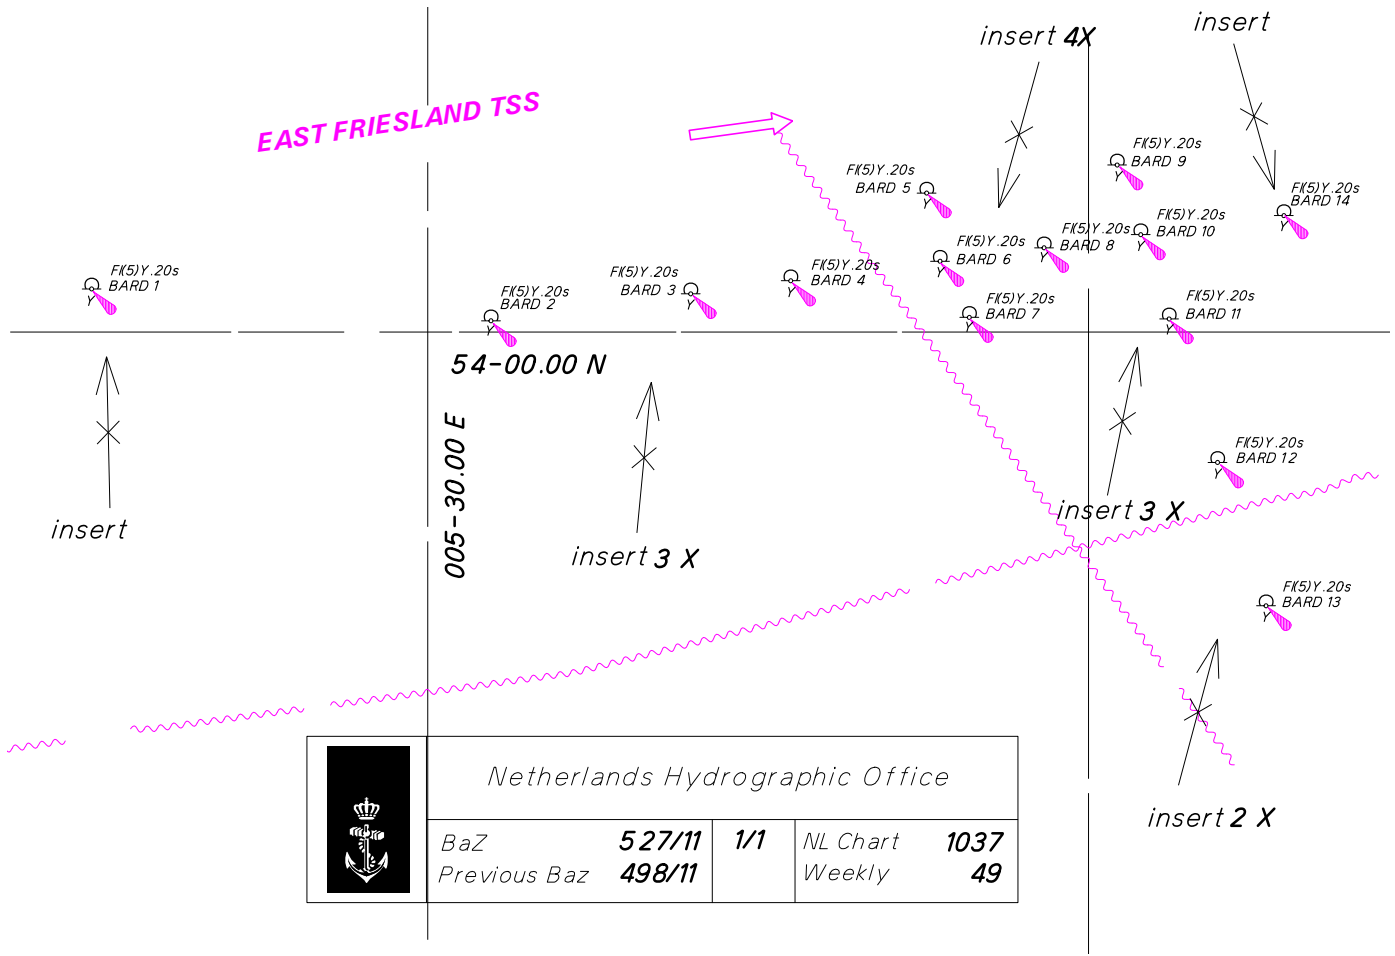 insert 4X
insert
EAST FRIESLAND TSS
Fl(5)Y.20s
BARD 9
Fl(5)Y.20s
BARD 5
Fl(5)Y.20s
BARD 14
Y
Y
Fl(5)Y.20s
BARD 10
Y
Fl(5)Y.20s
BARD 8
Y
Fl(5)Y.20s
BARD 6
Y
Y
Fl(5)Y.20s
BARD 1
Y
Fl(5)Y.20s
BARD 3
Y
Fl(5)Y.20s
BARD 4
Y
Fl(5)Y.20s
BARD 2
Y
Fl(5)Y.20s
BARD 7
Y
Fl(5)Y.20s
BARD 11
Y
54-00.00 N
005-30.00 E
Fl(5)Y.20s
BARD 12
Y
insert
insert 3 X
insert 3 X
Fl(5)Y.20s
BARD 13
Y
insert 2 X
Netherlands Hydrographic Office
BaZ 527/11 1/1 NL Chart 1037
Previous Baz 498/11 Weekly 49